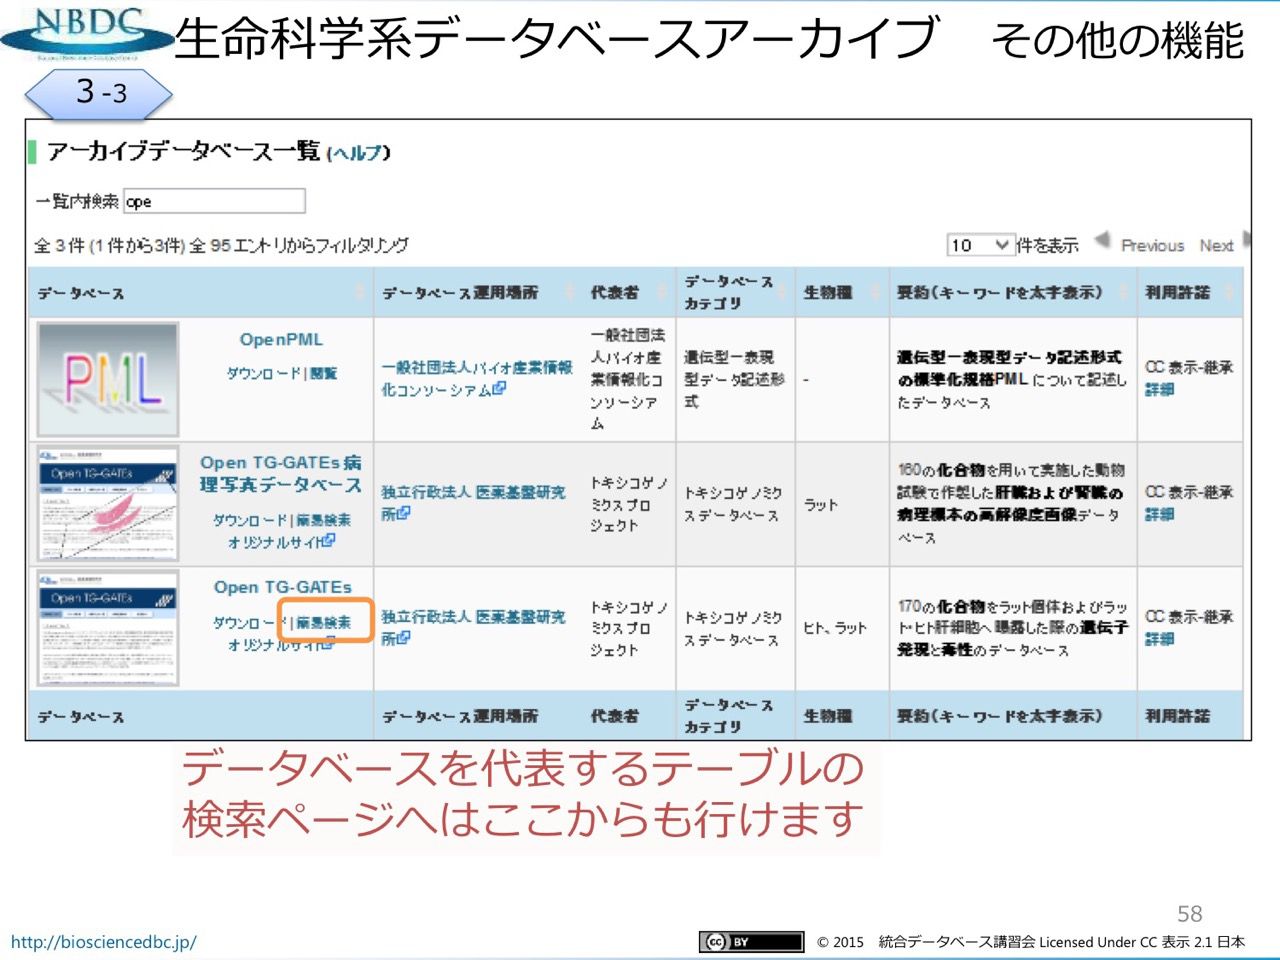 NBDC
生命科学系データベースアーカイブ　その他の機能
3-3
アーカイブデータベース一覧 (ヘルプ)
一覧内検索 ope
全 3 件 (1 件から3件) 全 95 エントリからフィルタリング
10 件を表示 Previous Next
データベース データベース運用場所 代表者 データベースカテゴリ 生物種 要約(キーワードを太字表示) 利用許諾
PML
OpenPML
ダウンロード | 閲覧
一般社団法人バイオ産業情報
化コンソーシアム
一般社団法
人バイオ産
業情報化コ
ンソーシア
ム
遺伝型ー表現
型データ記述形
式
-
遺伝型ー表現型データ記述形式
の標準化規格PML について記述し
たデータベース
CC 表示-継承
詳細
Open TG-GATEs
Open TG-GATEs 病
理写真データベース
ダウンロード | 簡易検索
オリジナルサイト
独立行政法人 医薬基盤研究
所
トキシコゲノ
ミクスプロ
ジェクト
トキシコゲノミク
スデータベース
ラット
160の化合物を用いて実施した動物
試験で作製した肝臓および腎臓の
病理標本の高解像度画像データ
ベース
CC 表示-継承
詳細
Open TG-GATEs
Open TG-GATEs
ダウンロード | 簡易検索
オリジナルサイト
独立行政法人 医薬基盤研究
所
トキシコゲノ
ミクスプロ
ジェクト
トキシコゲノミク
スデータベース
ヒト、ラット
170の化合物をラット個体およびラッ
ト・ヒト肝細胞へ曝露した際の遺伝子
発現と毒性のデータベース
CC 表示-継承
詳細
データベース データベース運用場所 代表者 データベースカテゴリ 生物種 要約(キーワードを太字表示) 利用許諾
データベースを代表するテーブルの
検索ページへはここからも行けます
58
http://biosciencedbc.jp/
cc BY © 2015　統合データベース講習会 Licensed Under CC 表示 2.1 日本